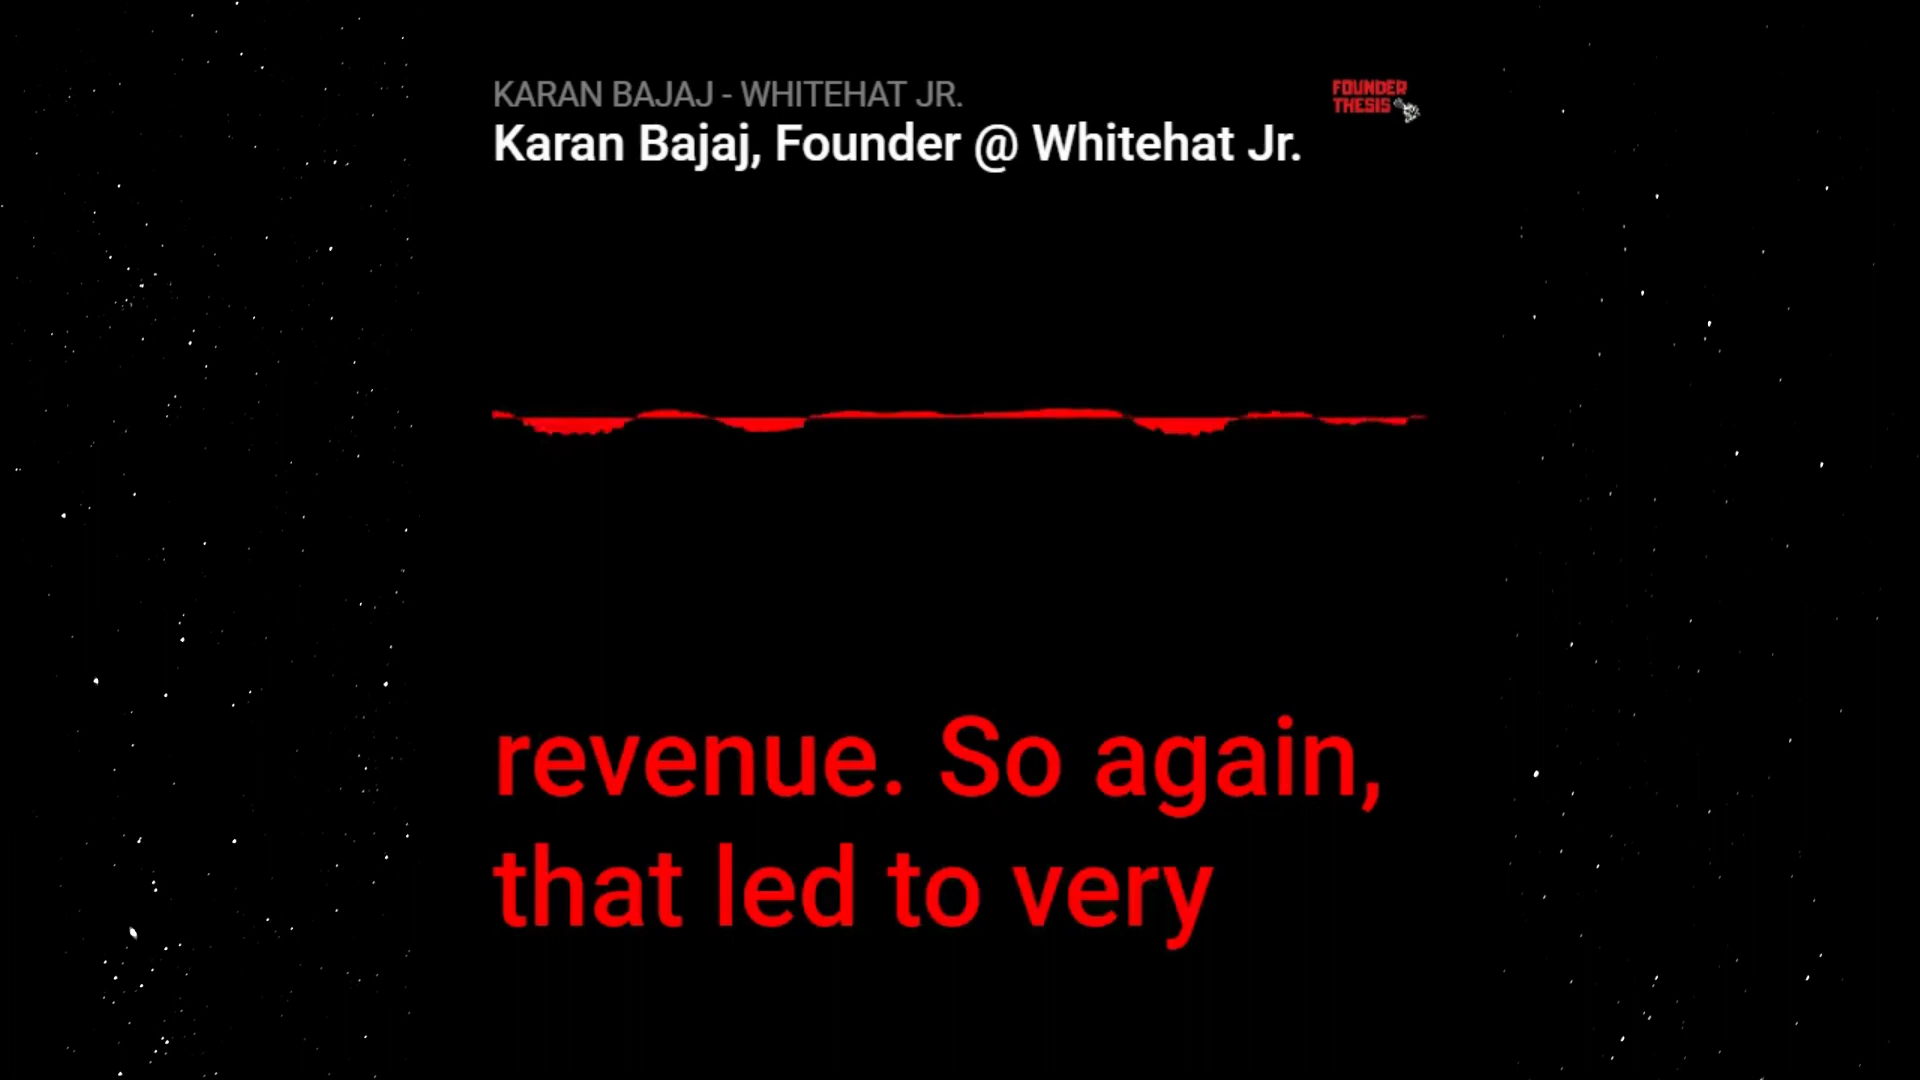 KARAN BAJAJ - WHITEHAT JR.
Karan Bajaj, Founder @ Whitehat Jr.
FOUNDER
THESIS
revenue. So again,
that led to very